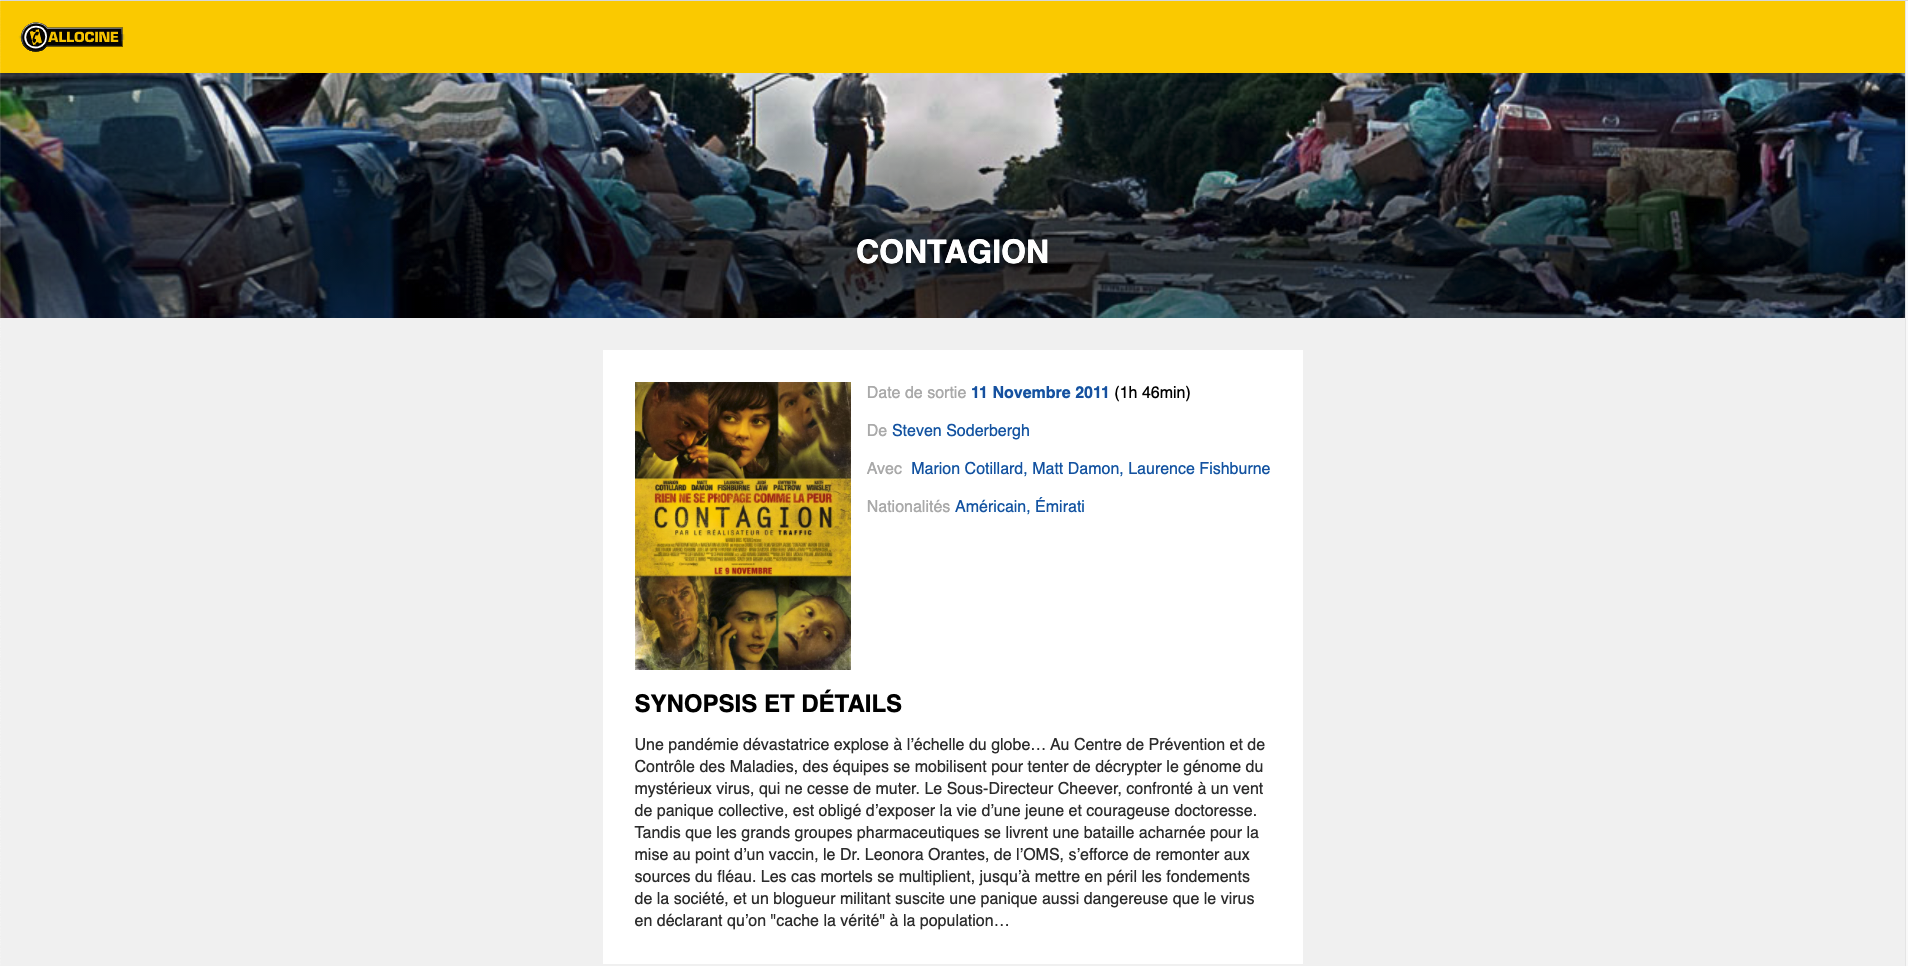 ALLOCINE
CONTAGION
Date de sortie 11 Novembre 2011 (1h 46min)
De Steven Soderbergh
Avec Marion Cotillard, Matt Damon, Laurence Fishburne
Nationalités Américain, Émirati
MARION COTILLARD MATT DAMON LAURENCE FISHBURNE JUDE LAW GWYNETH PALTROW KATE WINSLET
RIEN NE SE PROPAGE COMME LA PEUR
CONTAGION
PAR LE RÉALISATEUR DE TRAFFIC
LE 9 NOVEMBRE
SYNOPSIS ET DÉTAILS
Une pandémie dévastatrice explose à l’échelle du globe… Au Centre de Prévention et de
Contrôle des Maladies, des équipes se mobilisent pour tenter de décrypter le génome du
mystérieux virus, qui ne cesse de muter. Le Sous-Directeur Cheever, confronté à un vent
de panique collective, est obligé d’exposer la vie d’une jeune et courageuse doctoresse.
Tandis que les grands groupes pharmaceutiques se livrent une bataille acharnée pour la
mise au point d’un vaccin, le Dr. Leonora Orantes, de l’OMS, s’efforce de remonter aux
sources du fléau. Les cas mortels se multiplient, jusqu’à mettre en péril les fondements
de la société, et un blogueur militant suscite une panique aussi dangereuse que le virus
en déclarant qu’on "cache la vérité" à la population…